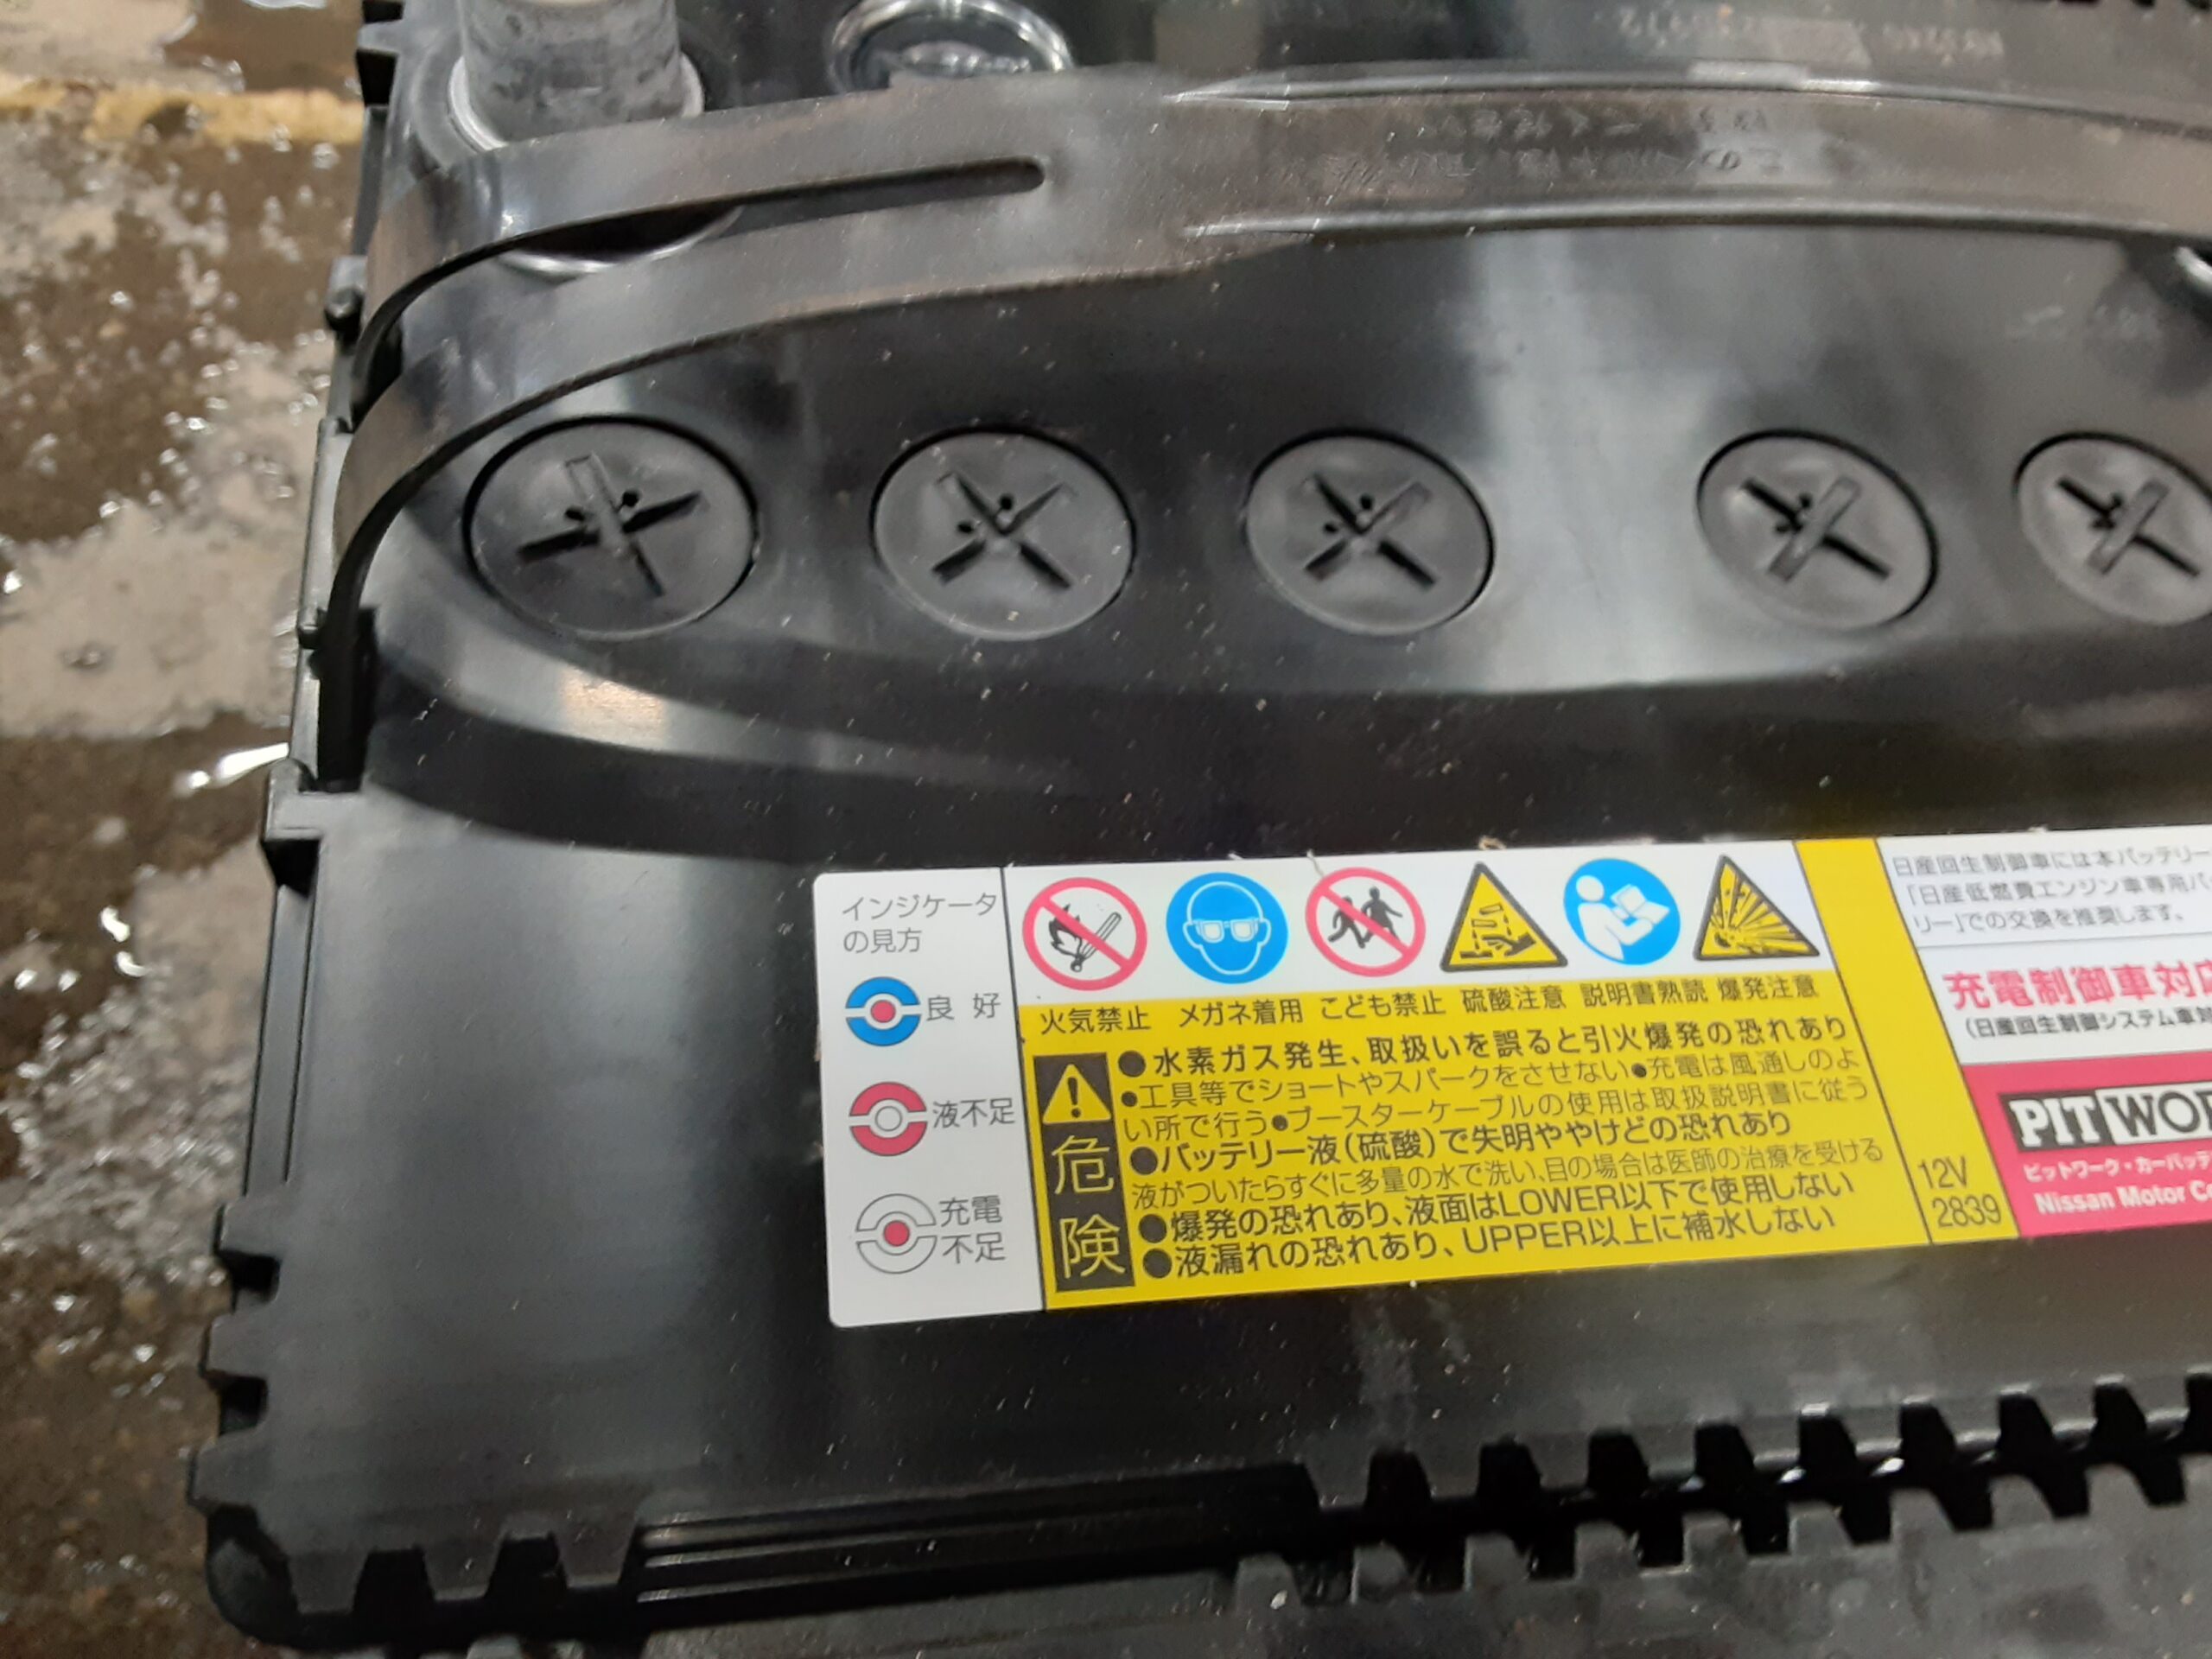 インジケータ
の見方
良 好
液不足
充電
不足
火気禁止 メガネ着用 こども禁止 硫酸注意 説明書熟読 爆発注意
危
険
●水素ガス発生、取扱いを誤ると引火爆発の恐れあり
●工具等でショートやスパークをさせない●充電は風通しのよ
い所で行う●ブースターケーブルの使用は取扱説明書に従う
●バッテリー液(硫酸)で失明ややけどの恐れあり
液がついたらすぐに多量の水で洗い、目の場合は医師の治療を受ける
●爆発の恐れあり、液面はLOWER以下で使用しない
●液漏れの恐れあり、UPPER以上に補水しない
12V
2839
日産回生制御車には本バッテリー
「日産低燃費エンジン車専用バ
リー」での交換を推奨します。
充電制御車対
(日産回生制御システム車対
PIT WO
ピットワーク・カーバッテ
Nissan Motor Co